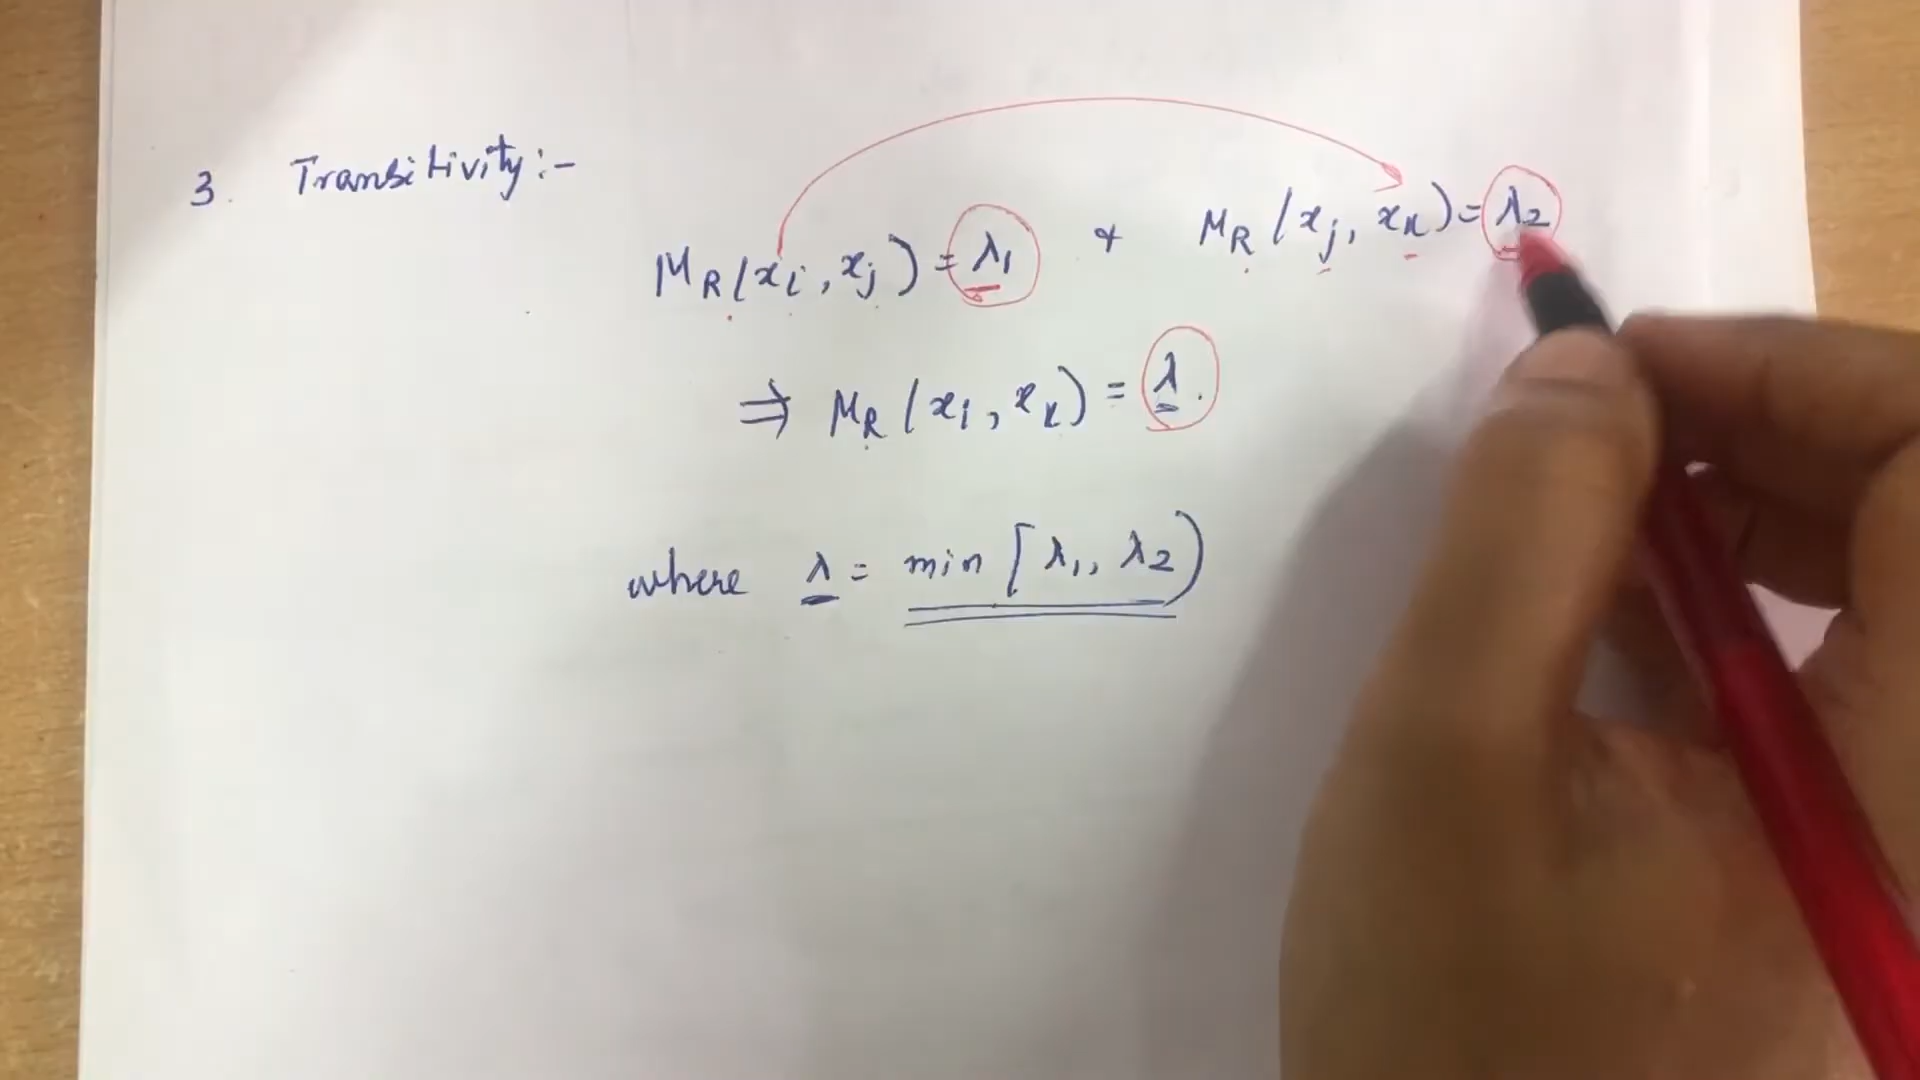 3. Transitivity:-
μR(xi, xj) = λ1 & μR(xj, xk) = λ2
⇒ μR(xi, xk) = λ.
where λ = min[λ1, λ2)